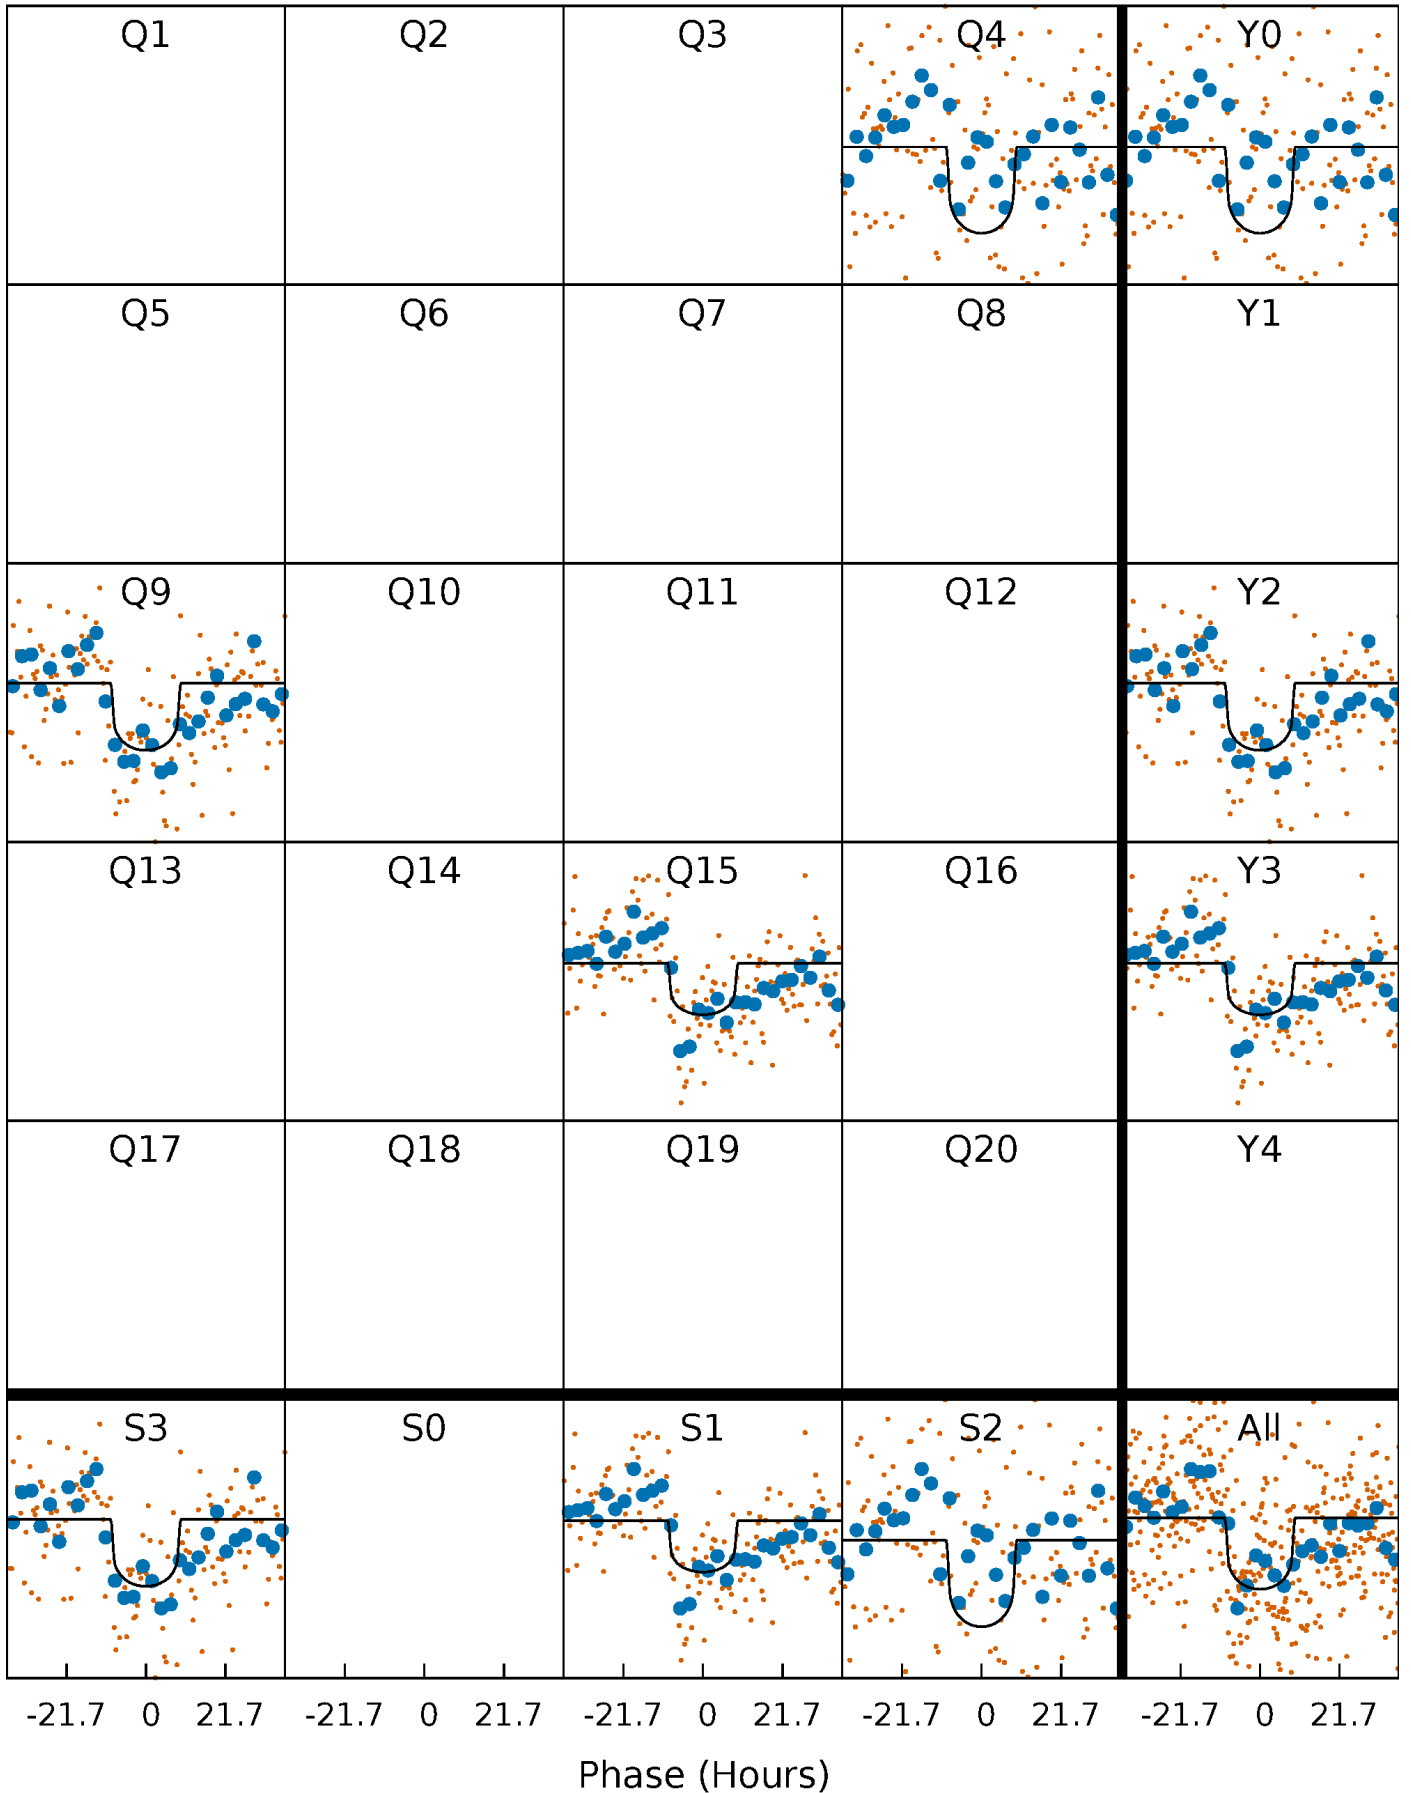 Q1 Q2 Q3 Q4 Y0
Q5 Q6 Q7 Q8 Y1
Q9 Q10 Q11 Q12 Y2
Q13 Q14 Q15 Q16 Y3
Q17 Q18 Q19 Q20 Y4
S3 S0 S1 S2 All
-21.7 0 21.7 -21.7 0 21.7 -21.7 0 21.7 -21.7 0 21.7 -21.7 0 21.7
Phase (Hours)